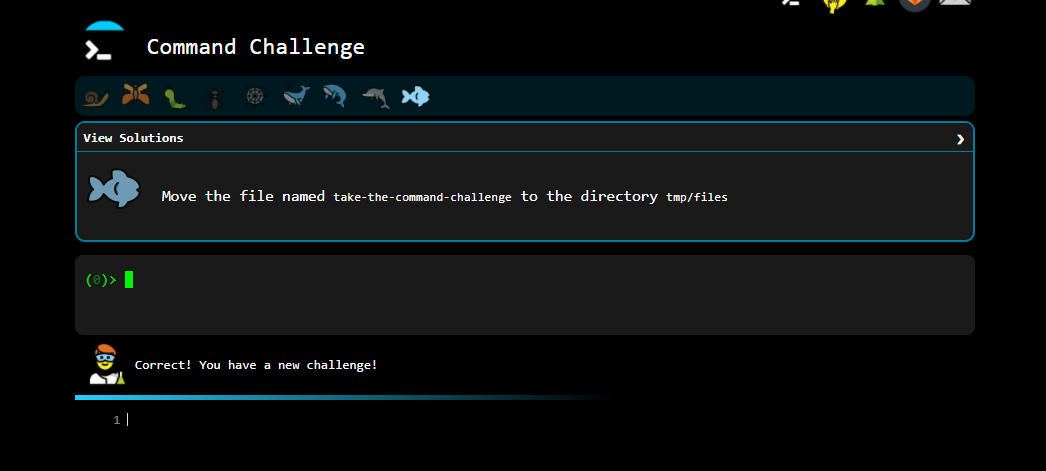 Command Challenge
View Solutions
Move the file named take-the-command-challenge to the directory tmp/files
(0)>
Correct! You have a new challenge!
1